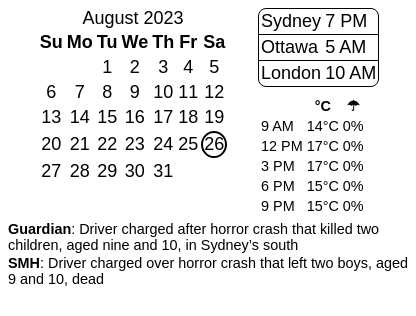 August 2023
Su Mo Tu We Th Fr Sa
1 2 3 4 5
6 7 8 9 10 11 12
13 14 15 16 17 18 19
20 21 22 23 24 25 26
27 28 29 30 31
Sydney 7 PM
Ottawa 5 AM
London 10 AM
°C ☂
9 AM 14°C 0%
12 PM 17°C 0%
3 PM 17°C 0%
6 PM 15°C 0%
9 PM 15°C 0%
Guardian: Driver charged after horror crash that killed two
children, aged nine and 10, in Sydney’s south
SMH: Driver charged over horror crash that left two boys, aged
9 and 10, dead